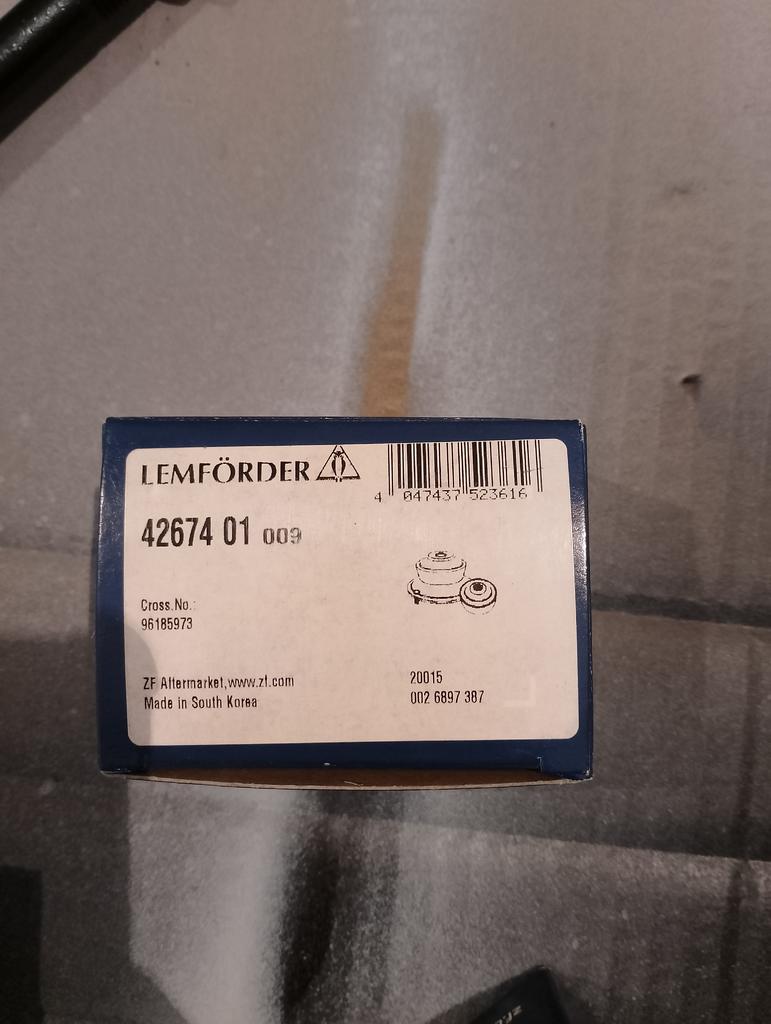 LEMFÖRDER
4 047437 523616
42674 01 009
Cross.No.:
96185973
ZF Aftermarket,www.zf.com
Made in South Korea
20015
002 6897 387